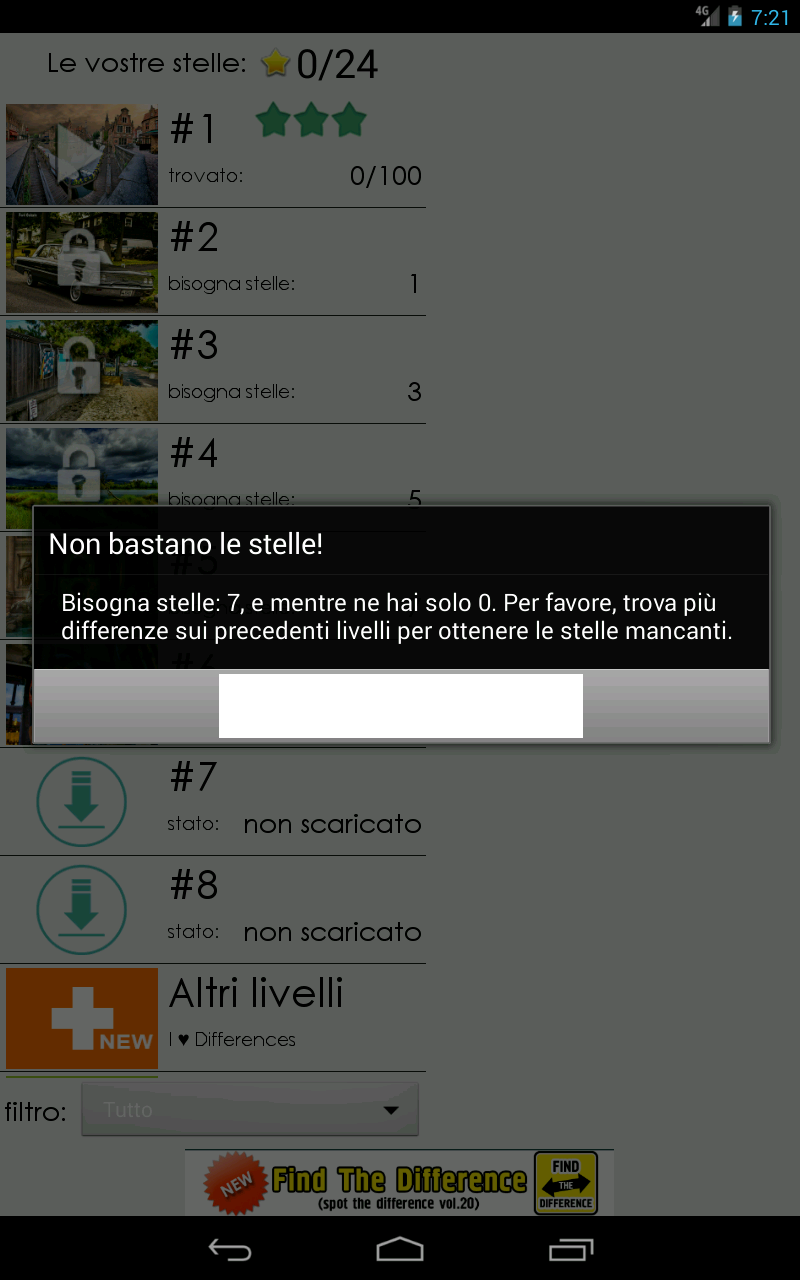 4G 7:21
Le vostre stelle: 0/24
#1
trovato: 0/100
#2
bisogna stelle: 1
#3
bisogna stelle: 3
#4
bisogna stelle: 5
#5
#6
Non bastano le stelle!
Bisogna stelle: 7, e mentre ne hai solo 0. Per favore, trova più
differenze sui precedenti livelli per ottenere le stelle mancanti.
#7
stato: non scaricato
#8
stato: non scaricato
NEW
Altri livelli
I ♥ Differences
filtro: Tutto
NEW
Find The Difference
(spot the difference vol.20)
FIND
THE
DIFFERENCE